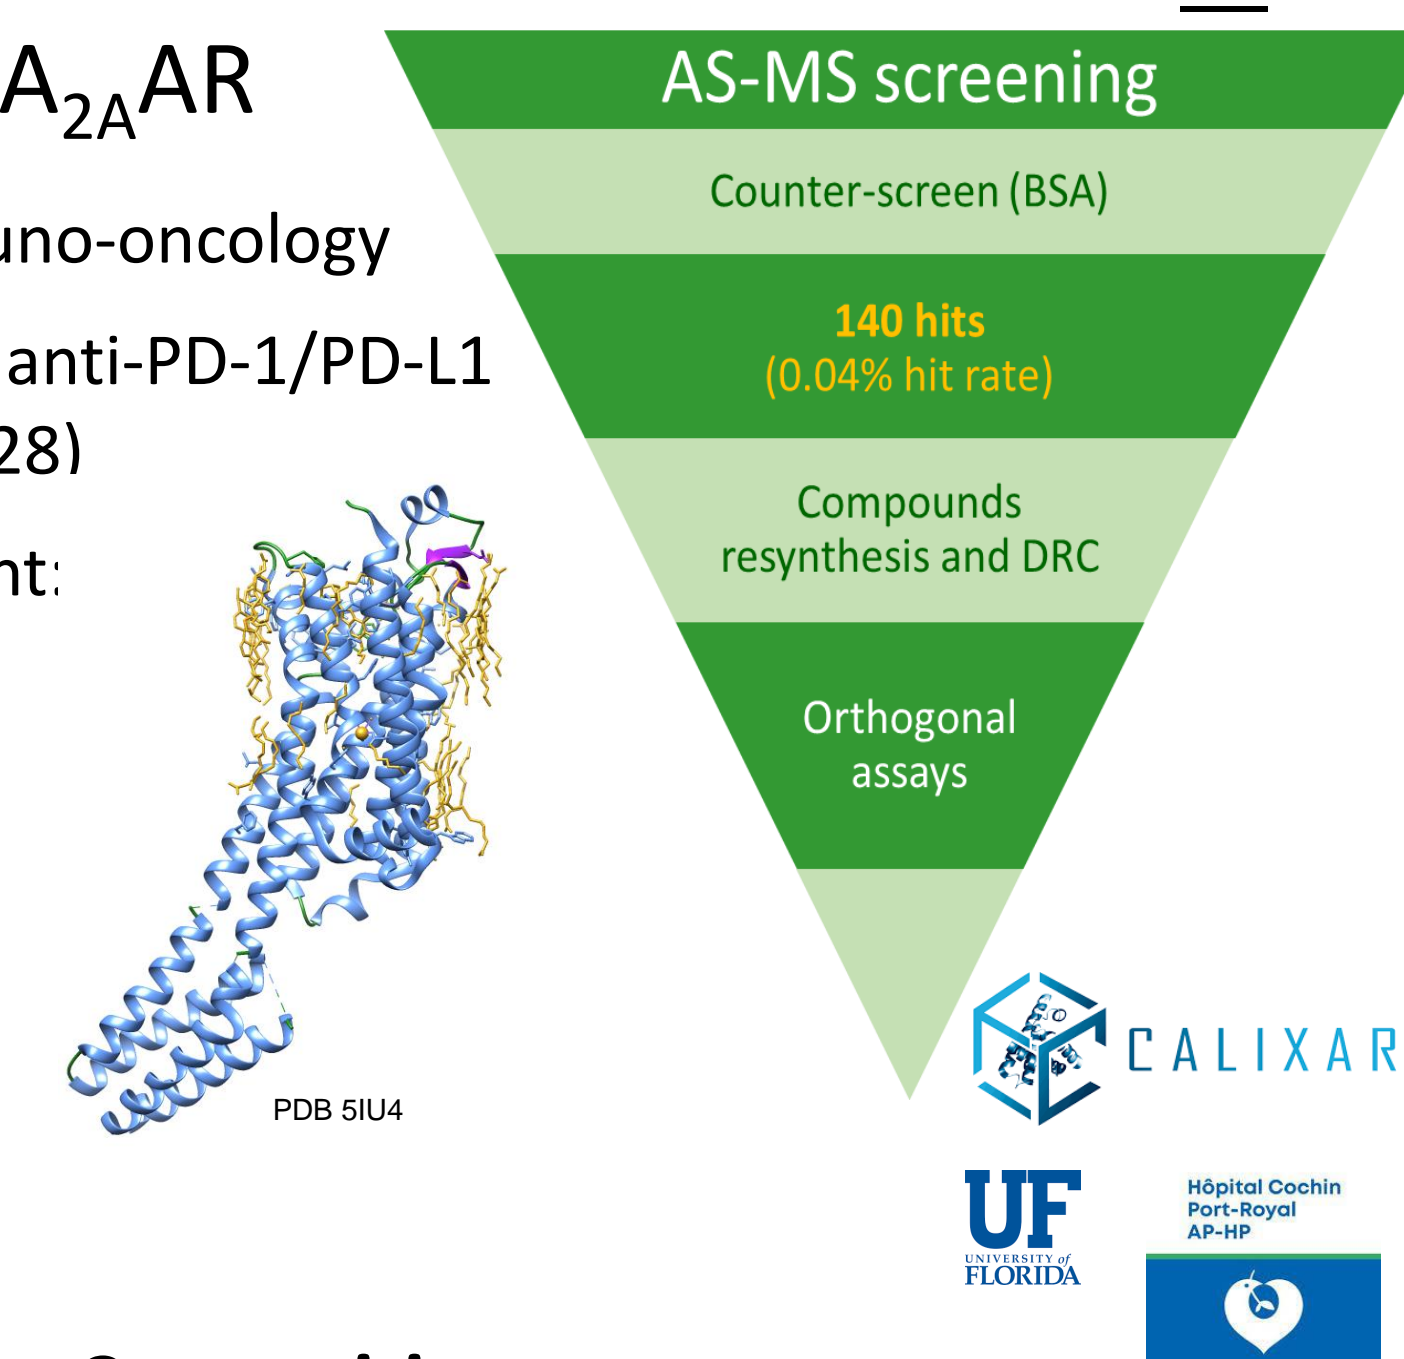 A2AAR
uno-oncology
anti-PD-1/PD-L1
28)
nt:
PDB 5IU4
AS-MS screening
Counter-screen (BSA)
140 hits
(0.04% hit rate)
Compounds
resynthesis and DRC
Orthogonal
assays
CALIXAR
UF
UNIVERSITY of
FLORIDA
Hôpital Cochin
Port-Royal
AP-HP